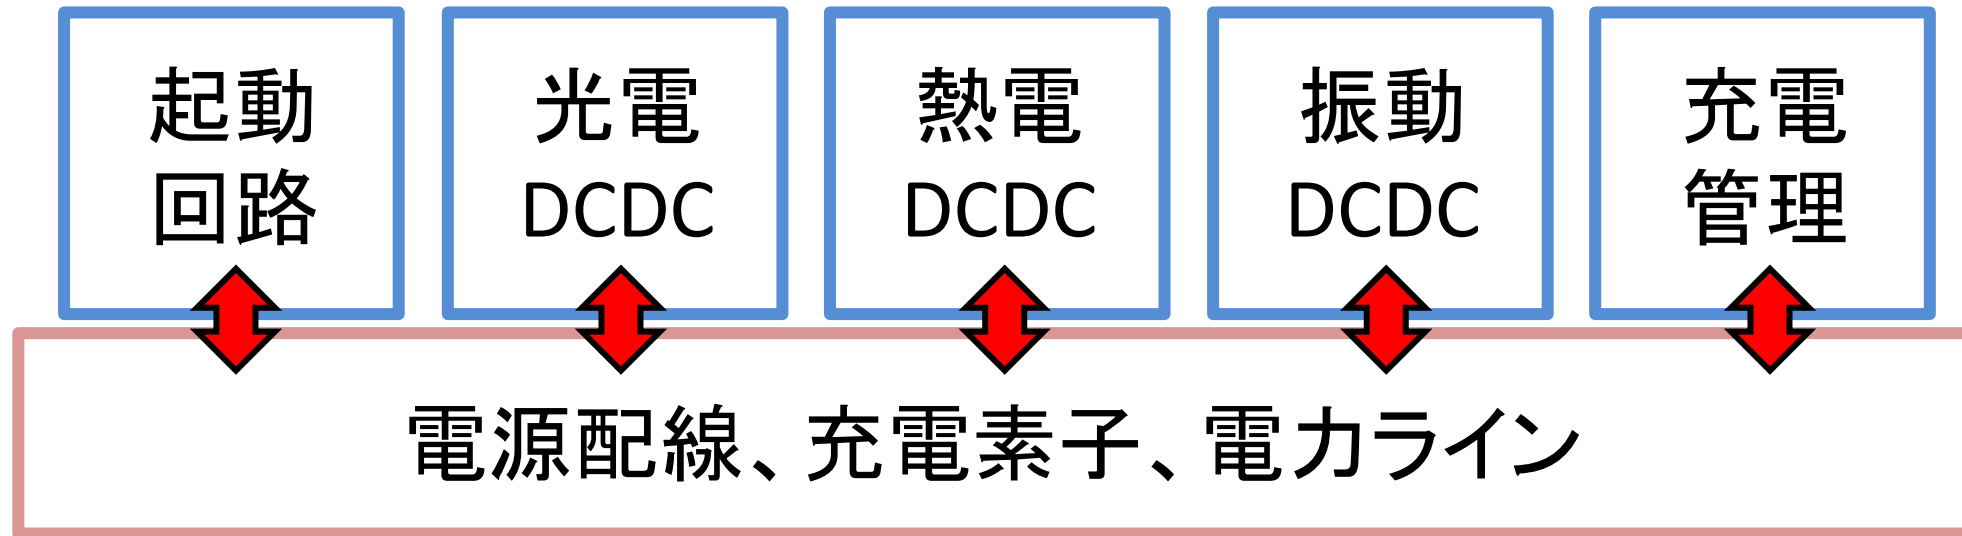 起動
回路
光電
DCDC
熱電
DCDC
振動
DCDC
充電
管理
電源配線、充電素子、電力ライン